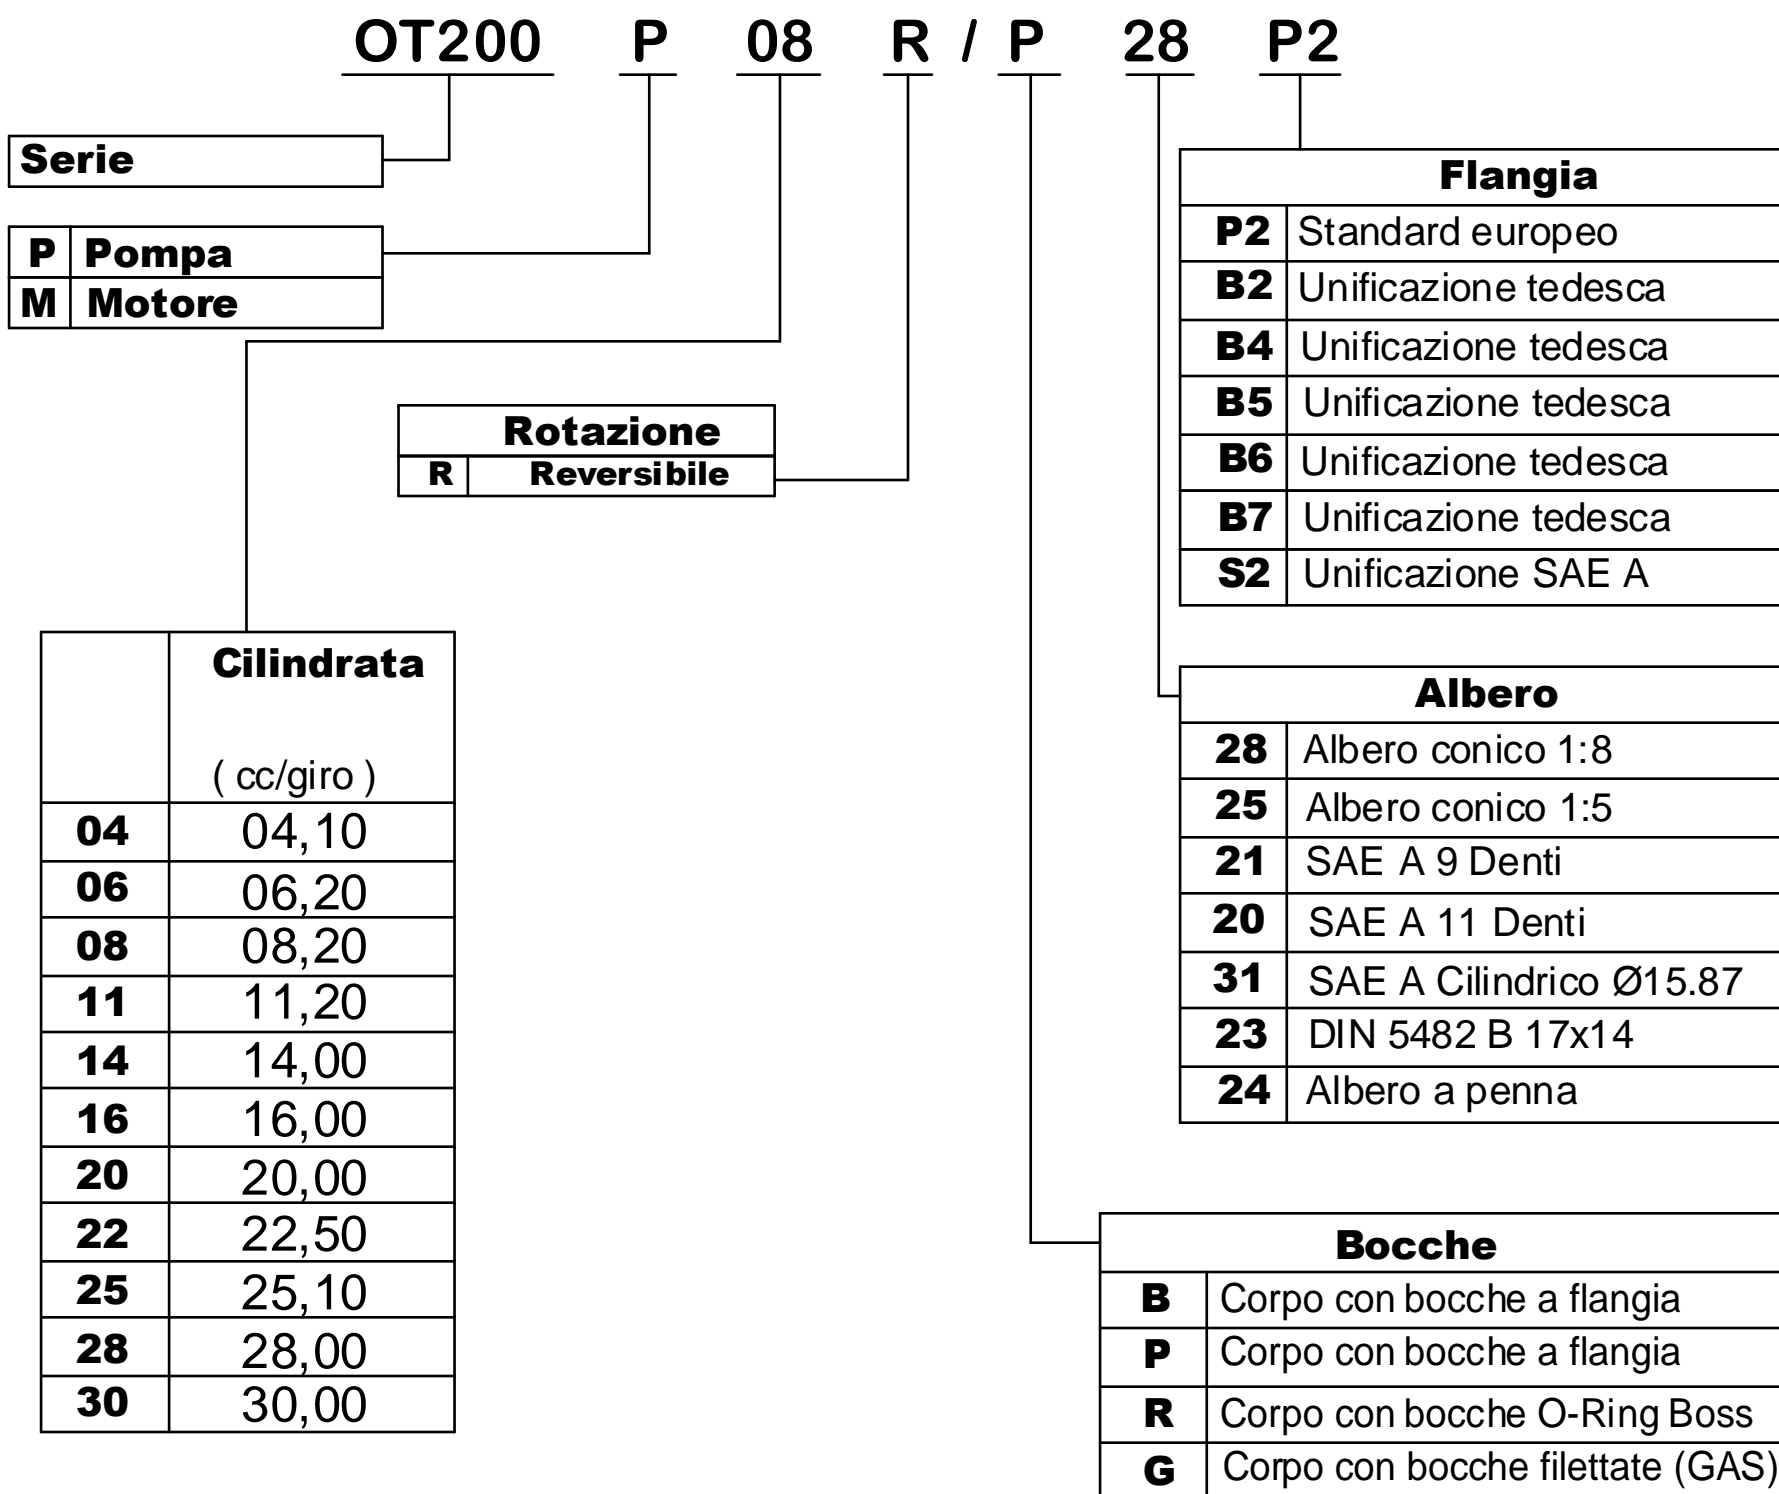 OT200 P 08 R / P 28 P2
Serie
P Pompa
M Motore
Rotazione
R Reversibile
Cilindrata
( cc/giro )
04 04,10
06 06,20
08 08,20
11 11,20
14 14,00
16 16,00
20 20,00
22 22,50
25 25,10
28 28,00
30 30,00
Flangia
P2 Standard europeo
B2 Unificazione tedesca
B4 Unificazione tedesca
B5 Unificazione tedesca
B6 Unificazione tedesca
B7 Unificazione tedesca
S2 Unificazione SAE A
Albero
28 Albero conico 1:8
25 Albero conico 1:5
21 SAE A 9 Denti
20 SAE A 11 Denti
31 SAE A Cilindrico Ø15.87
23 DIN 5482 B 17x14
24 Albero a penna
Bocche
B Corpo con bocche a flangia
P Corpo con bocche a flangia
R Corpo con bocche O-Ring Boss
G Corpo con bocche filettate (GAS)